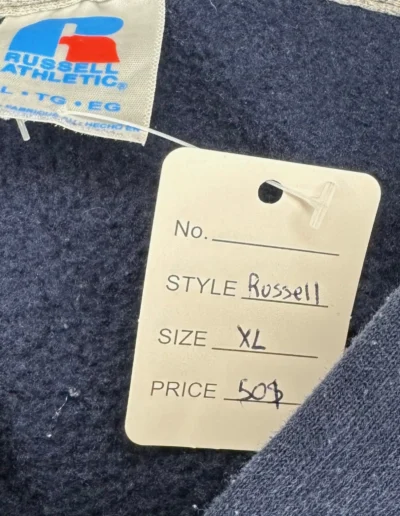 RUSSELL
ATHLETIC®
L • TG • EG
No.
STYLE Russell
SIZE XL
PRICE 50$